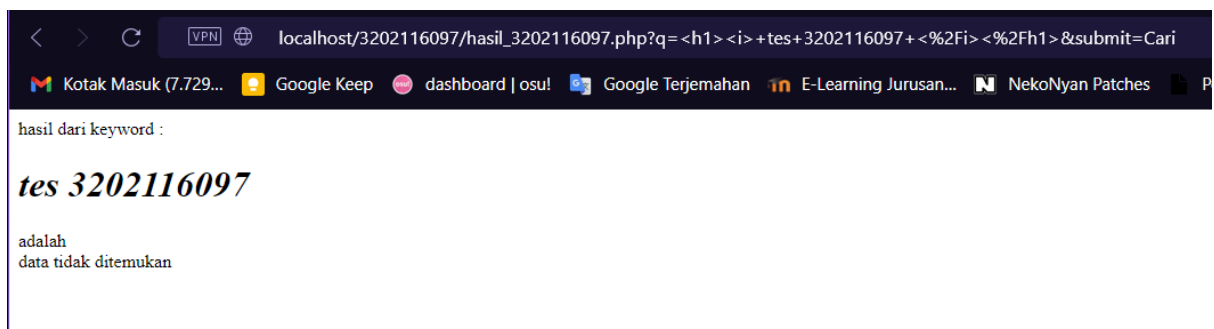 VPN localhost/3202116097/hasil_3202116097.php?q=<h1><i>+tes+3202116097+<%2Fi><%2Fh1>&submit=Cari
Kotak Masuk (7.729... Google Keep osu! dashboard | osu! Google Terjemahan E-Learning Jurusan... N NekoNyan Patches
hasil dari keyword :
tes 3202116097
adalah
data tidak ditemukan